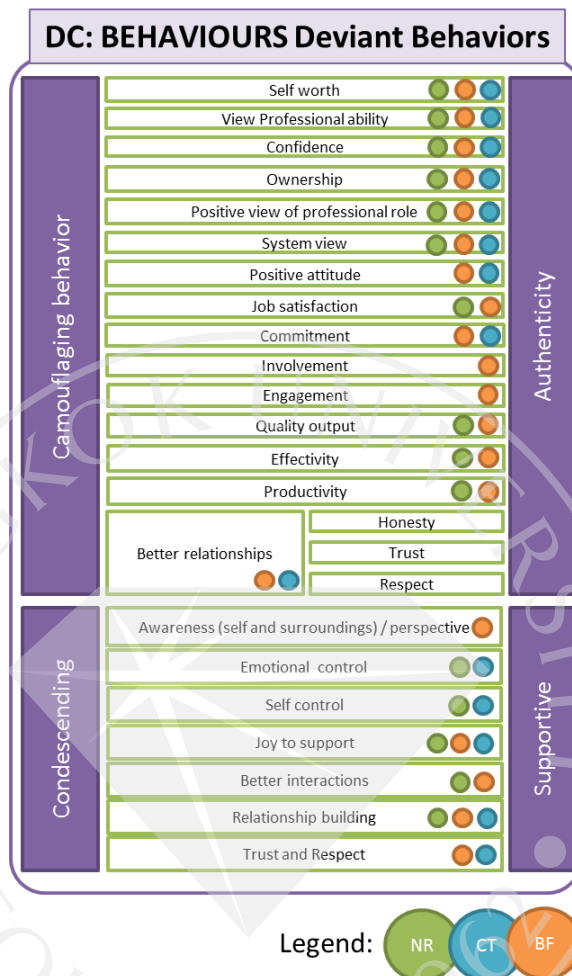 DC: BEHAVIOURS Deviant Behaviors
Camouflaging behavior
Self worth
View Professional ability
Confidence
Ownership
Positive view of professional role
System view
Positive attitude
Job satisfaction
Commitment
Involvement
Engagement
Quality output
Effectivity
Productivity
Better relationships
Honesty
Trust
Respect
Authenticity
Condescending
Awareness (self and surroundings) / perspective
Emotional control
Self control
Joy to support
Better interactions
Relationship building
Trust and Respect
Supportive
Legend: NR CT BF